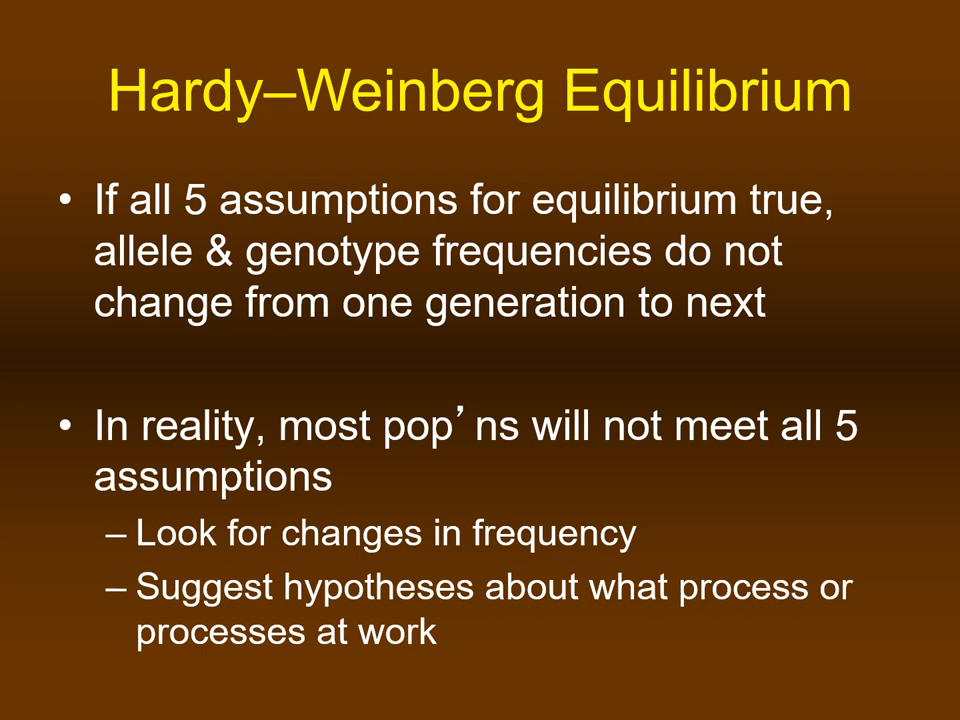 Hardy–Weinberg Equilibrium
• If all 5 assumptions for equilibrium true,
allele & genotype frequencies do not
change from one generation to next
• In reality, most pop’ns will not meet all 5
assumptions
– Look for changes in frequency
– Suggest hypotheses about what process or
processes at work